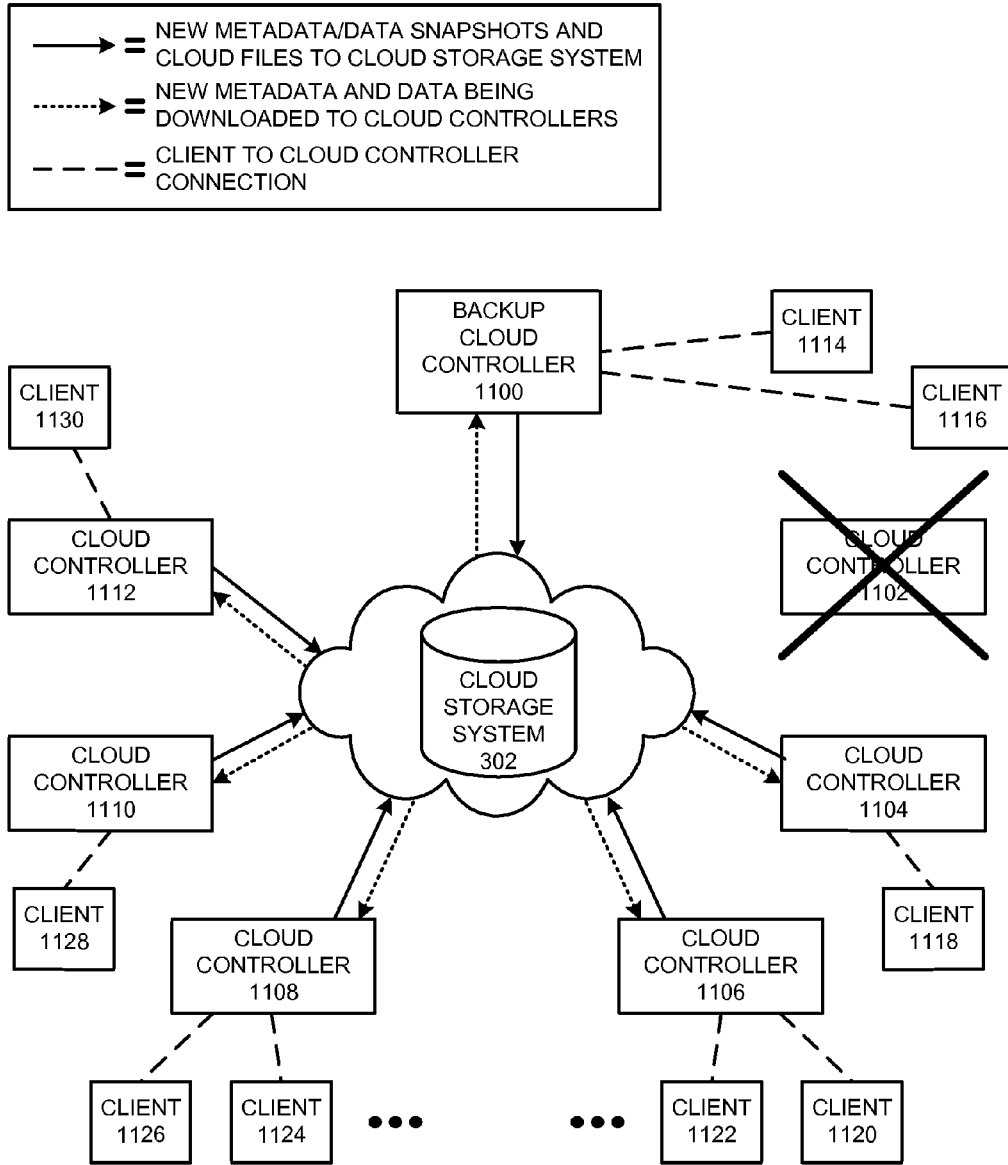 = NEW METADATA/DATA SNAPSHOTS AND
CLOUD FILES TO CLOUD STORAGE SYSTEM
= NEW METADATA AND DATA BEING
DOWNLOADED TO CLOUD CONTROLLERS
= CLIENT TO CLOUD CONTROLLER
CONNECTION
BACKUP
CLOUD
CONTROLLER
1100
CLIENT
1114
CLIENT
1116
CLIENT
1130
CLOUD
CONTROLLER
1112
CLOUD
CONTROLLER
1102
CLOUD
STORAGE
SYSTEM
302
CLOUD
CONTROLLER
1110
CLOUD
CONTROLLER
1104
CLIENT
1128
CLIENT
1118
CLOUD
CONTROLLER
1108
CLOUD
CONTROLLER
1106
CLIENT
1126
CLIENT
1124
CLIENT
1122
CLIENT
1120